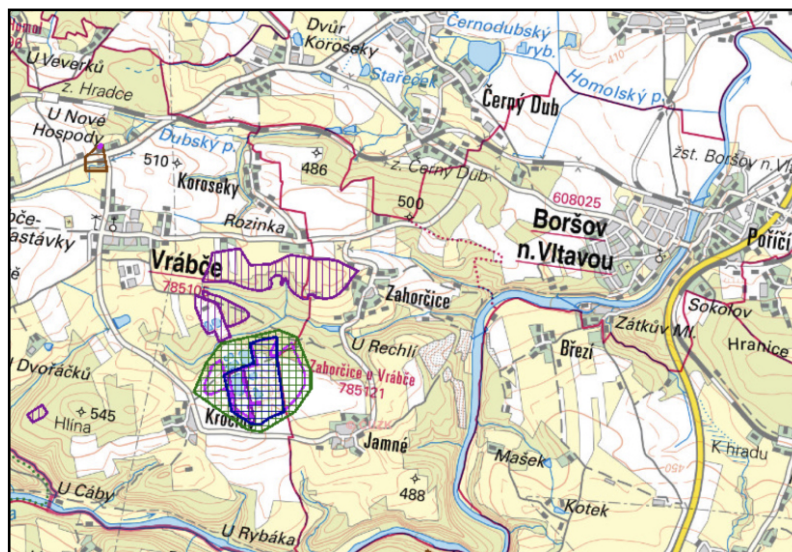 Dvůr
Koroseky
Černodubský
ryb.
U Veverků
Stařeček
z. Hradce
Homolský p.
410
Černý Dub
U Nové
Hospody
Dubský p.
510
486
z. Černý Dub
žst. Boršov n.Vlt
Koroseky
500
608025
Rozinka
Boršov
n.Vltavou
Poříčí
Vrábče
Zahorčice
Sokolov
U Rechlí
Zátkův Ml.
Březí
Hranice
Zahorčice u Vrábče
785121
U Dvořáčků
545
Hlína
Jamné
K hradu
Mašek
450
488
U Cáby
Kotek
U Rybáka